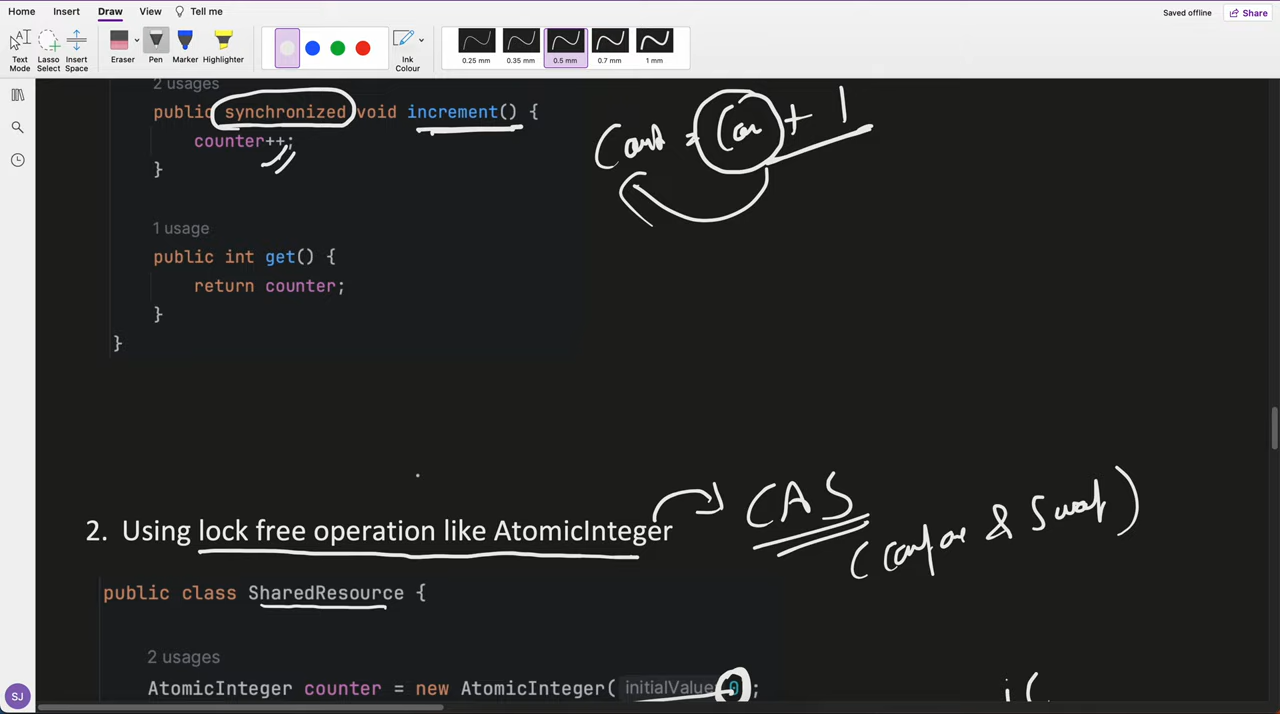 Home Insert Draw View Tell me Saved offline Share
Text Mode Lasso Select Insert Space Eraser Pen Marker Highlighter Ink Colour 0.25 mm 0.35 mm 0.5 mm 0.7 mm 1 mm
2 usages
public synchronized void increment() {
counter++;
}
+ 1
1 usage
public int get() {
return counter;
}
}
2. Using lock free operation like AtomicInteger
CAS
& Swap)
public class SharedResource {
2 usages
AtomicInteger counter = new AtomicInteger( initialValue: 0);
SJ